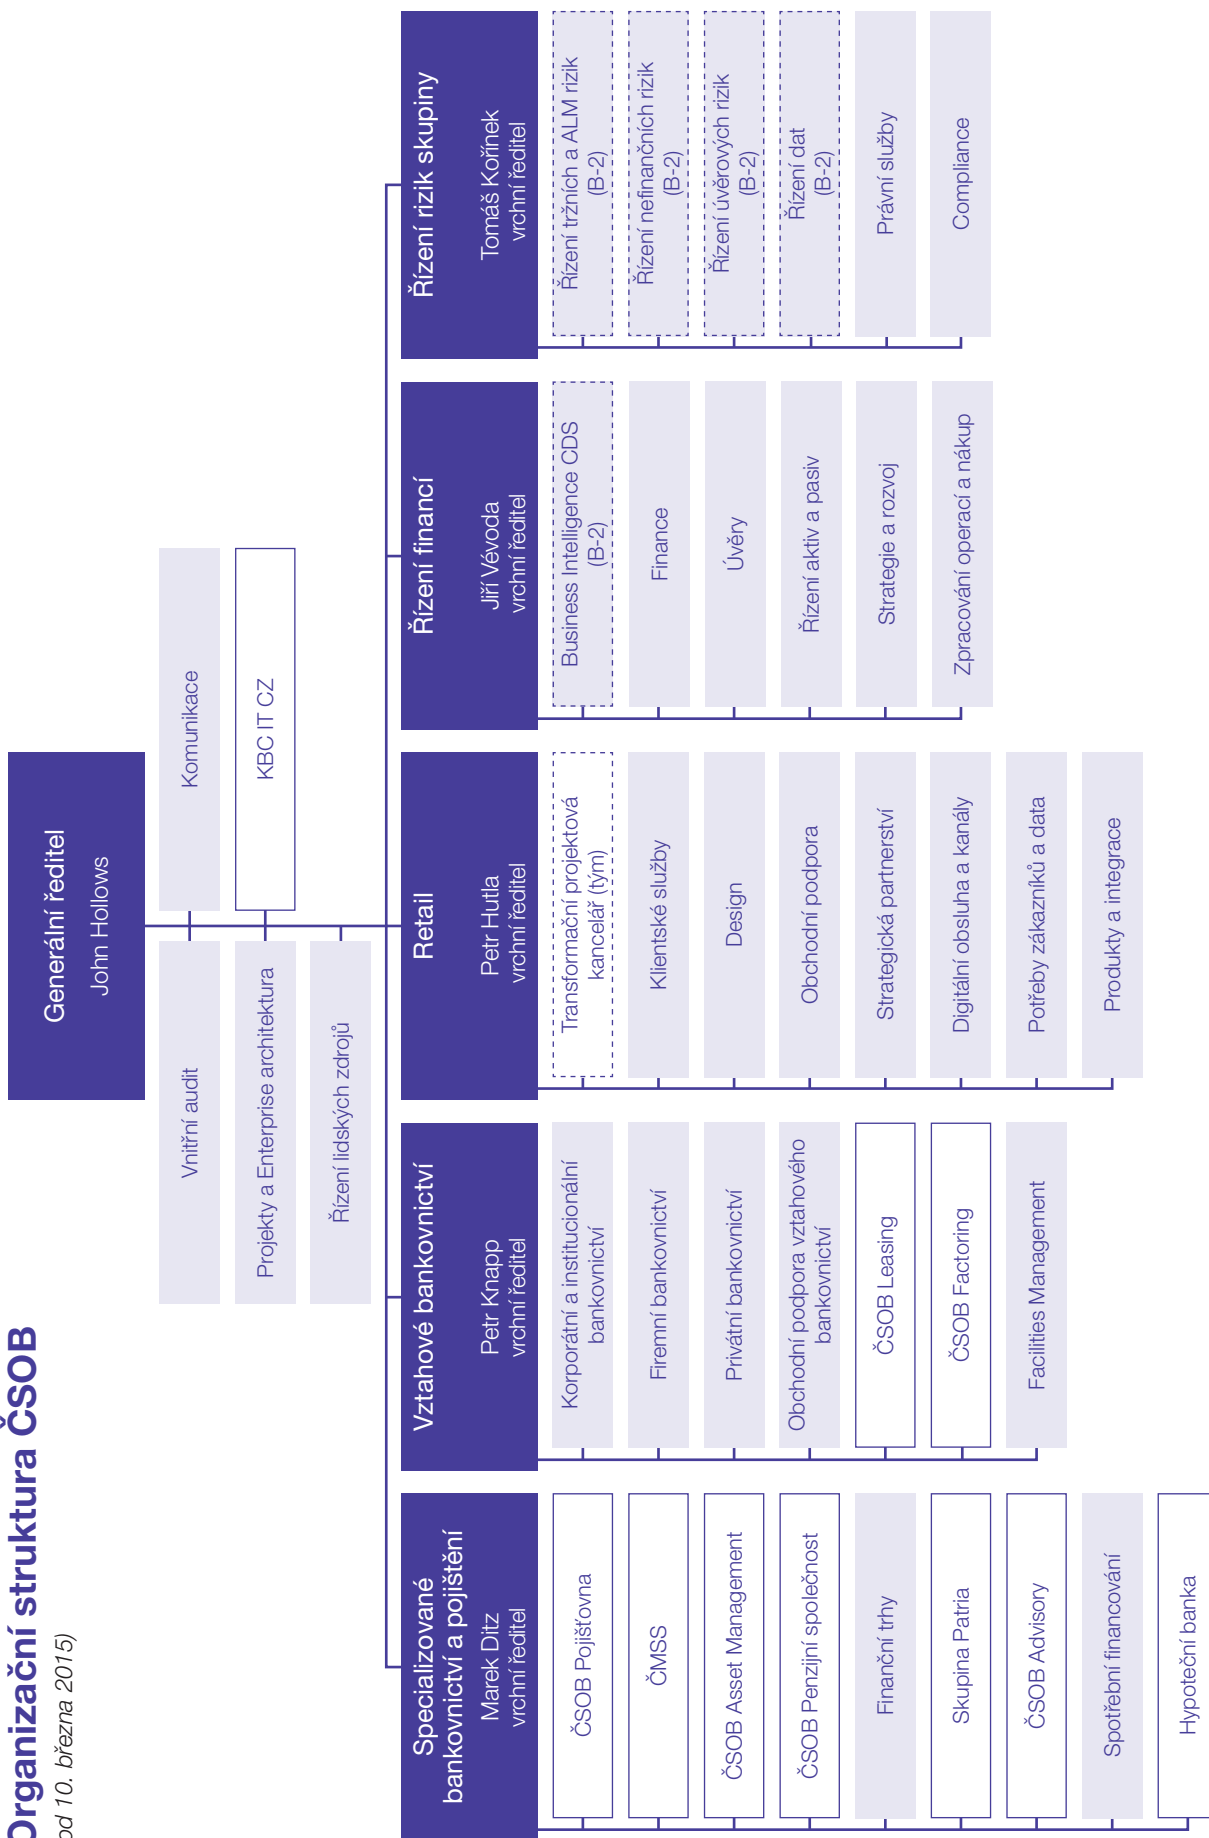 Organizační struktura ČSOB
od 10. března 2015)
Generální ředitel
John Hollows
Vnitřní audit
Komunikace
Projekty a Enterprise architektura
KBC IT CZ
Řízení lidských zdrojů
Specializované
bankovnictví a pojištění
Marek Ditz
vrchní ředitel
ČSOB Pojišťovna
ČMSS
ČSOB Asset Management
ČSOB Penzijní společnost
Finanční trhy
Skupina Patria
ČSOB Advisory
Spotřební financování
Hypoteční banka
Vztahové bankovnictví
Petr Knapp
vrchní ředitel
Korporátní a institucionální
bankovnictví
Firemní bankovnictví
Privátní bankovnictví
Obchodní podpora vztahového
bankovnictví
ČSOB Leasing
ČSOB Factoring
Facilities Management
Retail
Petr Hutla
vrchní ředitel
Transformační projektová
kancelář (tým)
Klientské služby
Design
Obchodní podpora
Strategická partnerství
Digitální obsluha a kanály
Potřeby zákazníků a data
Produkty a integrace
Řízení financí
Jiří Vévoda
vrchní ředitel
Business Intelligence CDS
(B-2)
Finance
Úvěry
Řízení aktiv a pasiv
Strategie a rozvoj
Zpracování operací a nákup
Řízení rizik skupiny
Tomáš Kořínek
vrchní ředitel
Řízení tržních a ALM rizik
(B-2)
Řízení nefinančních rizik
(B-2)
Řízení úvěrových rizik
(B-2)
Řízení dat
(B-2)
Právní služby
Compliance